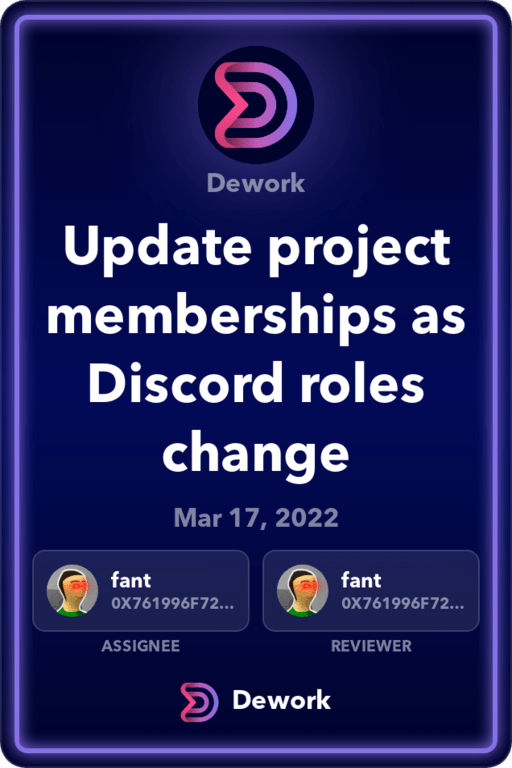 Dework
Update project
memberships as
Discord roles
change
Mar 17, 2022
fant
0X761996F72...
ASSIGNEE
fant
0X761996F72...
REVIEWER
Dework